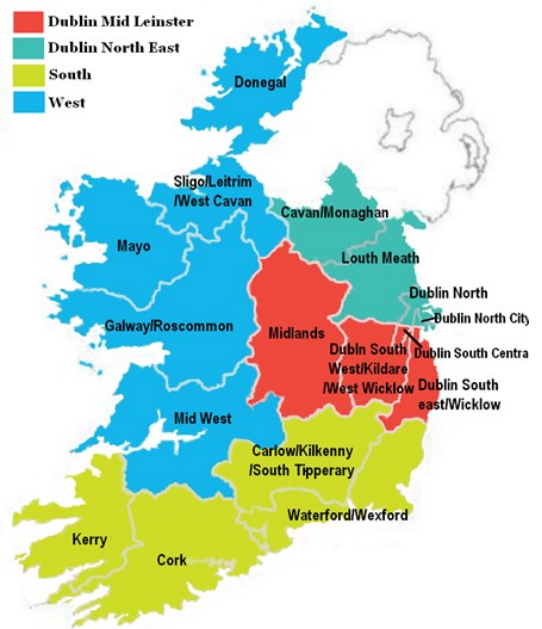 Dublin Mid Leinster
Dublin North East
South
West
Donegal
Sligo/Leitrim
/West Cavan
Cavan/Monaghan
Mayo
Louth Meath
Dublin North
Dublin North City
Galway/Roscommon
Midlands
Dubln South
West/Kildare
/West Wicklow
Dublin South Centra
Dublin South
east/Wicklow
Mid West
Carlow/Kilkenny
/South Tipperary
Waterford/Wexford
Kerry
Cork